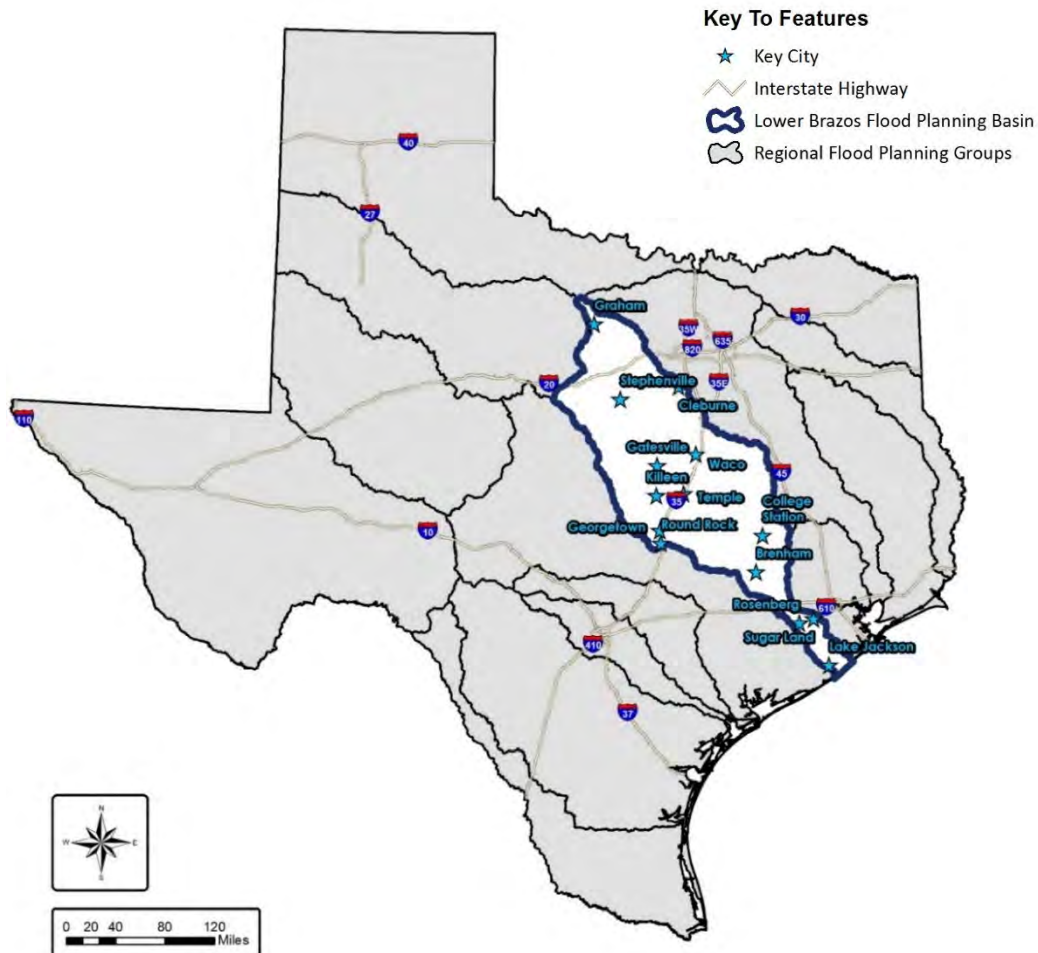 Key To Features
Key City
Interstate Highway
Lower Brazos Flood Planning Basin
Regional Flood Planning Groups
40
27
Graham
35W
30
820
635
20
35E
Stephenville
Cleburne
110
Gatesville
Waco
45
Killeen
35
Temple
College
Station
Georgetown
Round Rock
10
Brenham
Rosenberg
610
Sugar Land
Lake Jackson
410
37
N
W
E
S
0 20 40 80 120
Miles